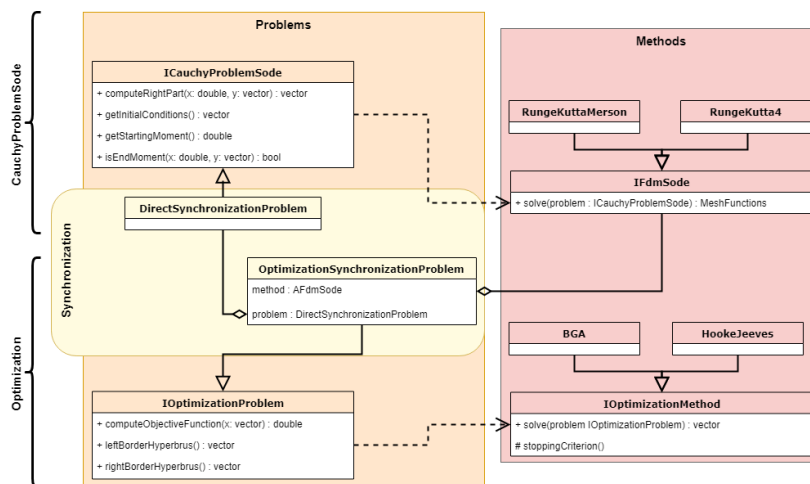 Problems
Methods
CauchyProblemSode
ICauchyProblemSode
+ computeRightPart(x: double, y: vector) : vector
+ getInitialConditions() : vector
+ getStartingMoment() : double
+ isEndMoment(x: double, y: vector) : bool
RungeKuttaMerson
RungeKutta4
IFdmSode
+ solve(problem : ICauchyProblemSode) : MeshFunctions
Synchronization
DirectSynchronizationProblem
OptimizationSynchronizationProblem
method : AFdmSode
problem : DirectSynchronizationProblem
Optimization
BGA
HookeJeeves
IOptimizationProblem
+ computeObjectiveFunction(x: vector) : double
+ leftBorderHyperbrus() : vector
+ rightBorderHyperbrus() : vector
IOptimizationMethod
+ solve(problem IOptimizationProblem) : vector
# stoppingCriterion()